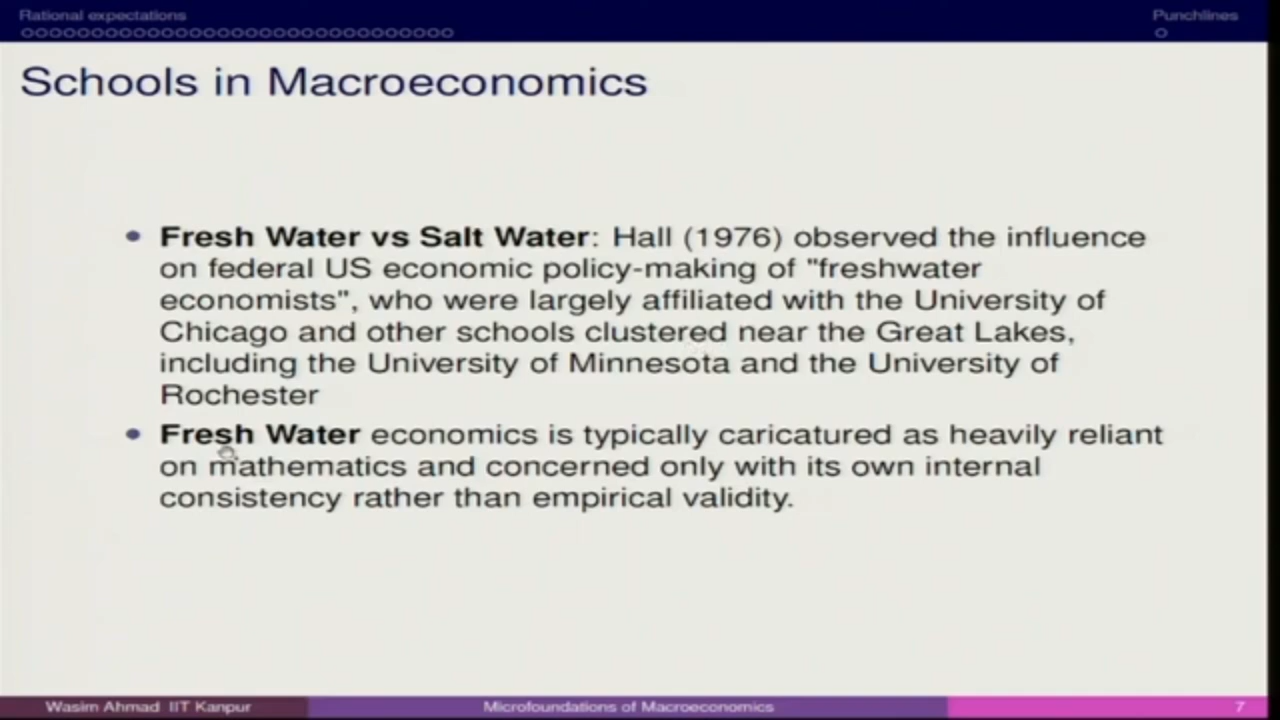 Rational expectations
Punchlines
Schools in Macroeconomics
Fresh Water vs Salt Water: Hall (1976) observed the influence
on federal US economic policy-making of "freshwater
economists", who were largely affiliated with the University of
Chicago and other schools clustered near the Great Lakes,
including the University of Minnesota and the University of
Rochester
Fresh Water economics is typically caricatured as heavily reliant
on mathematics and concerned only with its own internal
consistency rather than empirical validity.
Wasim Ahmad IIT Kanpur
Microfoundations of Macroeconomics
7